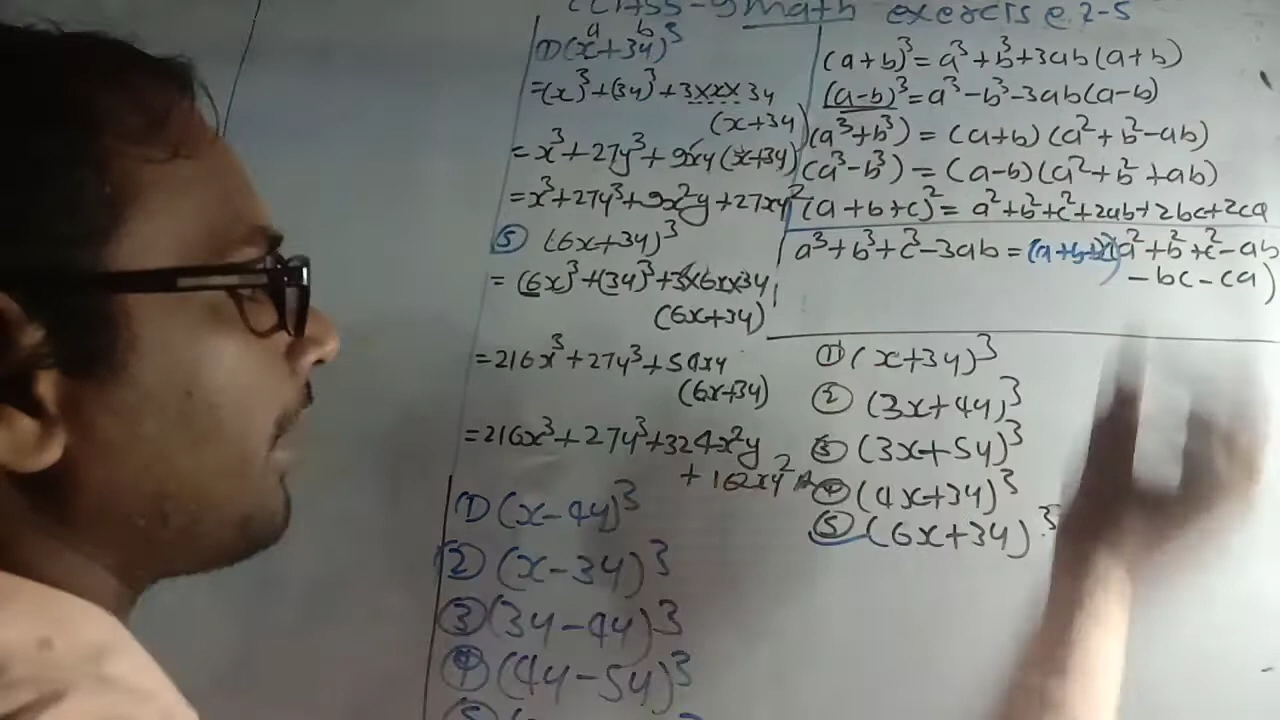 class-9 math exercise 2-5
a b
① (x+3y)³
=(x)³+(3y)³+3×x×3y
(x+3y)
=x³+27y³+9xy(x+3y)
=x³+27y³+9x²y+27xy²
⑤ (6x+3y)³
=(6x)³+(3y)³+3×6x×3y
(6x+3y)
=216x³+27y³+54xy
(6x+3y)
=216x³+27y³+324x²y
+162xy²
① (x-4y)³
② (x-3y)³
③ (3y-4y)3
④ (4y-5y)3
(a+b)³=a³+b³+3ab(a+b)
(a-b)³=a³-b³-3ab(a-b)
(a³+b³)=(a+b)(a²+b²-ab)
(a³-b³)=(a-b)(a²+b²+ab)
(a+b+c)²=a²+b²+c²+2ab+2bc+2ca
a³+b³+c³-3ab=(a+b+c)(a²+b²+c²-ab
-bc-ca)
① (x+3y)³
② (3x+4y)³
③ (3x+5y)³
④ (4x+3y)³
⑤ (6x+3y)³